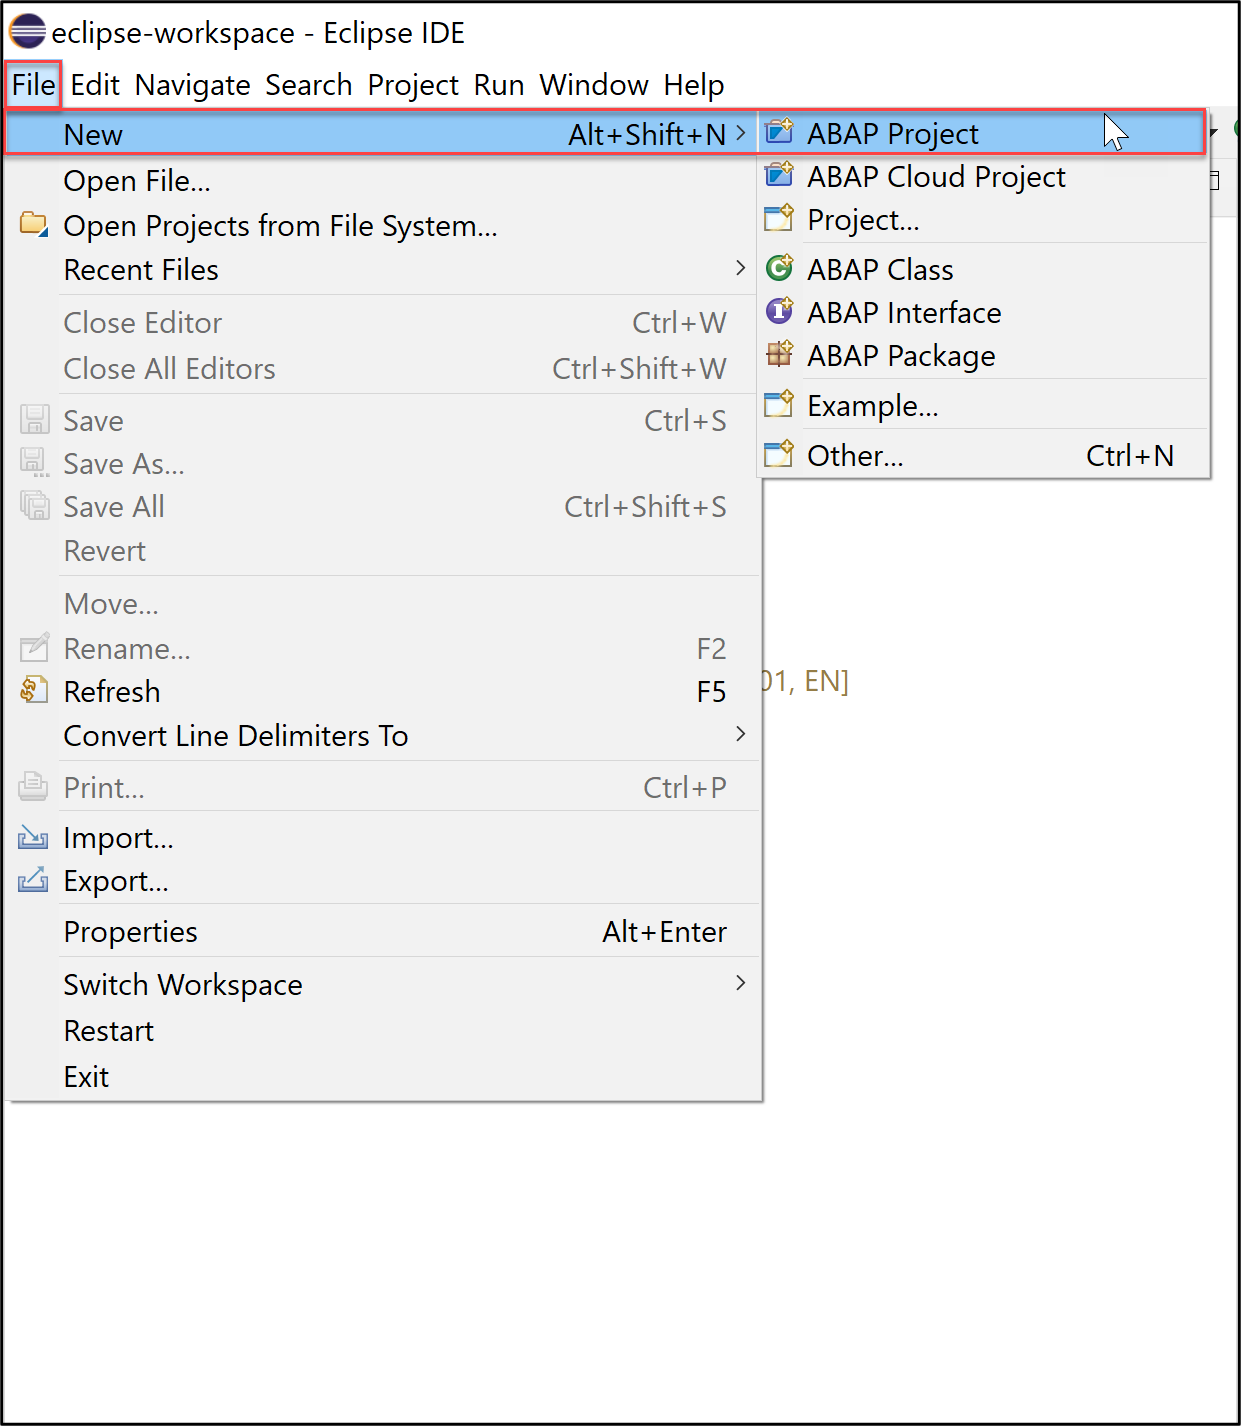 eclipse-workspace - Eclipse IDE
File Edit Navigate Search Project Run Window Help
New Alt+Shift+N >
Open File...
Open Projects from File System...
Recent Files >
Close Editor Ctrl+W
Close All Editors Ctrl+Shift+W
Save Ctrl+S
Save As...
Save All Ctrl+Shift+S
Revert
Move...
Rename... F2
Refresh F5
Convert Line Delimiters To >
Print... Ctrl+P
Import...
Export...
Properties Alt+Enter
Switch Workspace >
Restart
Exit
ABAP Project
ABAP Cloud Project
Project...
ABAP Class
ABAP Interface
ABAP Package
Example...
Other... Ctrl+N
01, EN]